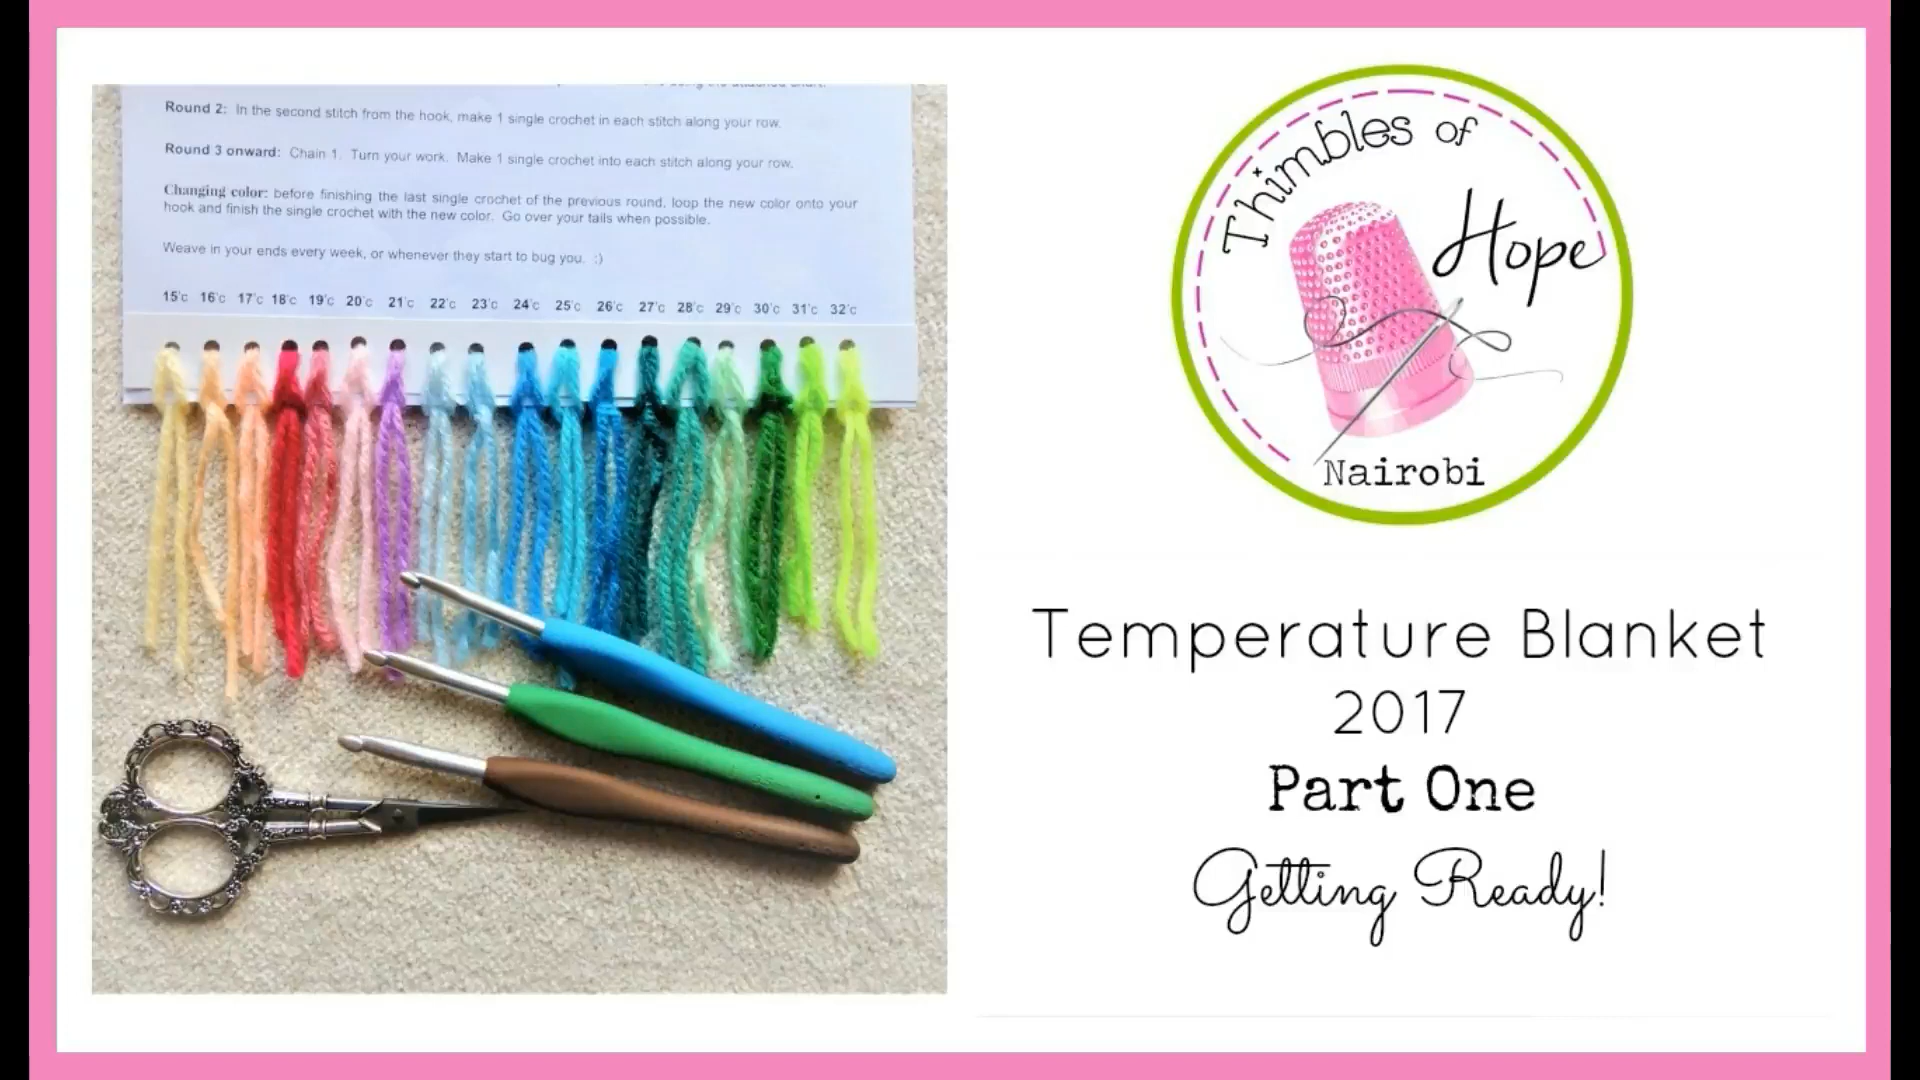 using the attached chart.
Round 2: In the second stitch from the hook, make 1 single crochet in each stitch along your row.
Round 3 onward: Chain 1. Turn your work. Make 1 single crochet into each stitch along your row.
Changing color: before finishing the last single crochet of the previous round, loop the new color onto your
hook and finish the single crochet with the new color. Go over your tails when possible.
Weave in your ends every week, or whenever they start to bug you. :)
15°c 16°c 17°c 18°c 19°c 20°c 21°c 22°c 23°c 24°c 25°c 26°c 27°c 28°c 29°c 30°c 31°c 32°c
Thimbles of
Hope
Nairobi
Temperature Blanket
2017
Part One
Getting Ready!